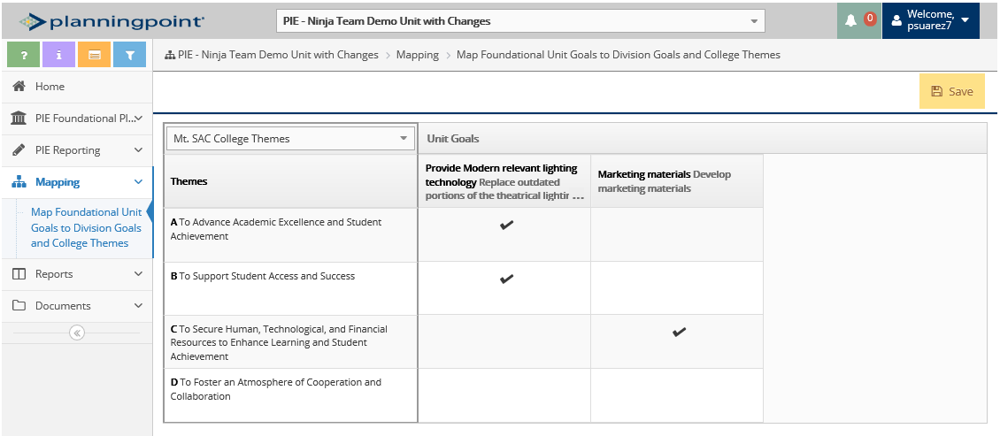 planningpoint
PIE - Ninja Team Demo Unit with Changes
0
Welcome,
psuarez7
?
i
PIE - Ninja Team Demo Unit with Changes > Mapping > Map Foundational Unit Goals to Division Goals and College Themes
Home
PIE Foundational Pl...
PIE Reporting
Mapping
Map Foundational Unit
Goals to Division Goals
and College Themes
Reports
Documents
Save
Mt. SAC College Themes
Unit Goals
Themes
Provide Modern relevant lighting
technology Replace outdated
portions of the theatrical lightin ...
Marketing materials Develop
marketing materials
A To Advance Academic Excellence and Student
Achievement
B To Support Student Access and Success
C To Secure Human, Technological, and Financial
Resources to Enhance Learning and Student
Achievement
D To Foster an Atmosphere of Cooperation and
Collaboration